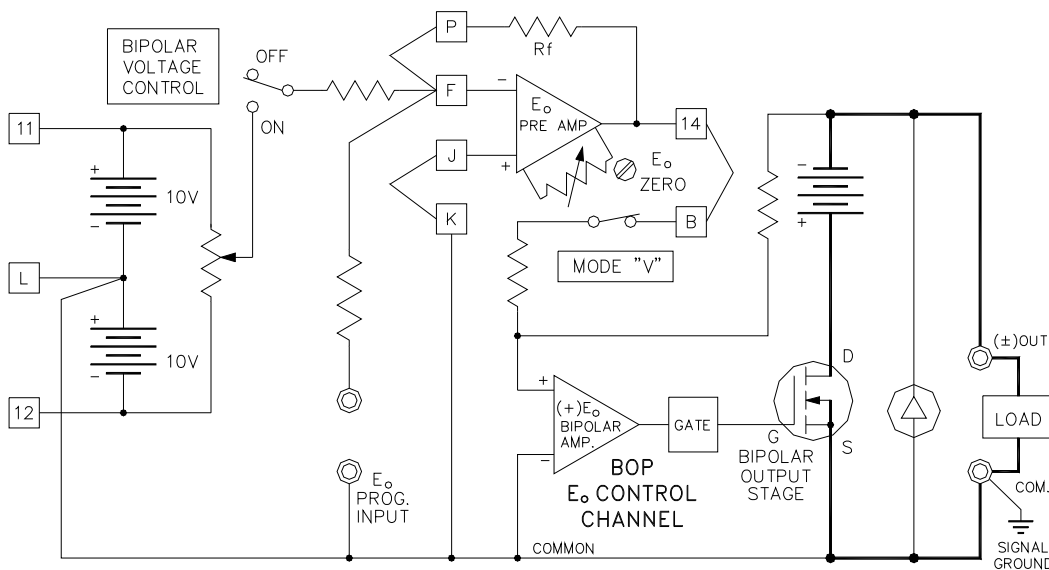 BIPOLAR
VOLTAGE
CONTROL
OFF
ON
11
+
10V
-
L
+
10V
-
12
P
Rf
F
-
Eo
PRE AMP
14
J
+
Eo
ZERO
K
B
MODE "V"
-
+
Eo
PROG.
INPUT
+
(+)Eo
BIPOLAR
AMP.
-
GATE
G
D
S
BIPOLAR
OUTPUT
STAGE
BOP
Eo CONTROL
CHANNEL
COMMON
(±)OUT
LOAD
COM.
SIGNAL
GROUND